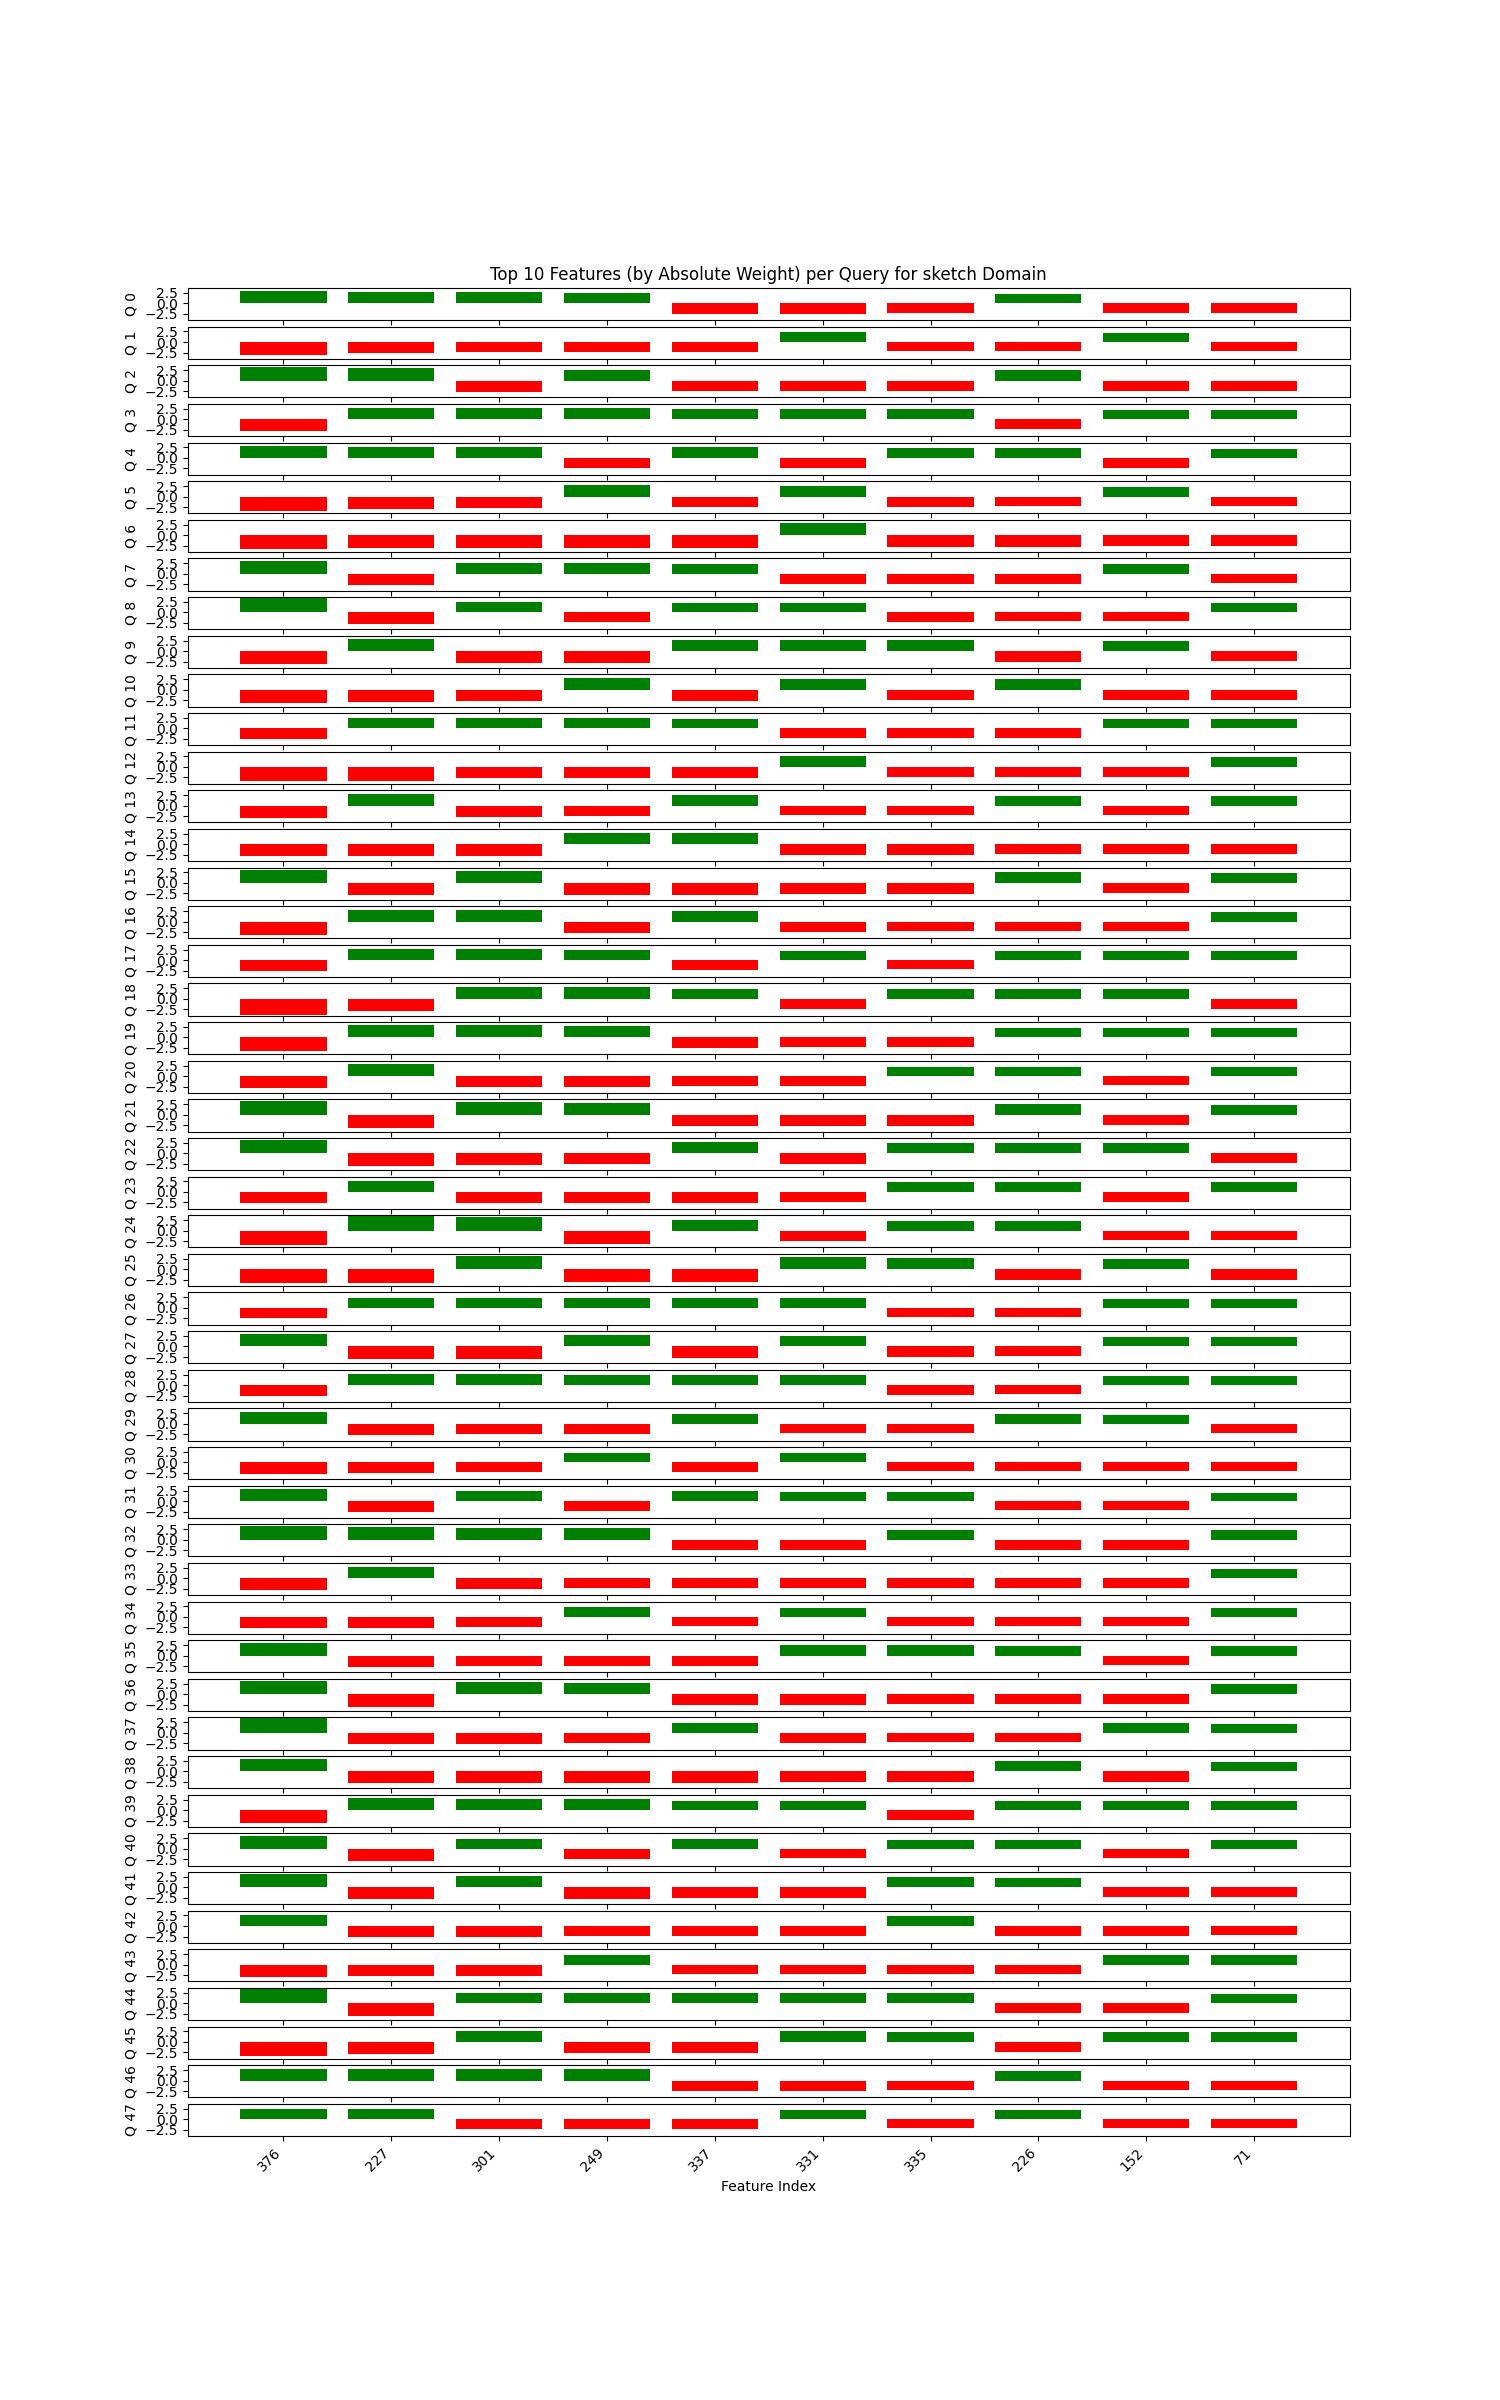 Top 10 Features (by Absolute Weight) per Query for sketch Domain
Q 0 2.5 0.0 −2.5
Q 1 2.5 0.0 −2.5
Q 2 2.5 0.0 −2.5
Q 3 2.5 0.0 −2.5
Q 4 2.5 0.0 −2.5
Q 5 2.5 0.0 −2.5
Q 6 2.5 0.0 −2.5
Q 7 2.5 0.0 −2.5
Q 8 2.5 0.0 −2.5
Q 9 2.5 0.0 −2.5
Q 10 2.5 0.0 −2.5
Q 11 2.5 0.0 −2.5
Q 12 2.5 0.0 −2.5
Q 13 2.5 0.0 −2.5
Q 14 2.5 0.0 −2.5
Q 15 2.5 0.0 −2.5
Q 16 2.5 0.0 −2.5
Q 17 2.5 0.0 −2.5
Q 18 2.5 0.0 −2.5
Q 19 2.5 0.0 −2.5
Q 20 2.5 0.0 −2.5
Q 21 2.5 0.0 −2.5
Q 22 2.5 0.0 −2.5
Q 23 2.5 0.0 −2.5
Q 24 2.5 0.0 −2.5
Q 25 2.5 0.0 −2.5
Q 26 2.5 0.0 −2.5
Q 27 2.5 0.0 −2.5
Q 28 2.5 0.0 −2.5
Q 29 2.5 0.0 −2.5
Q 30 2.5 0.0 −2.5
Q 31 2.5 0.0 −2.5
Q 32 2.5 0.0 −2.5
Q 33 2.5 0.0 −2.5
Q 34 2.5 0.0 −2.5
Q 35 2.5 0.0 −2.5
Q 36 2.5 0.0 −2.5
Q 37 2.5 0.0 −2.5
Q 38 2.5 0.0 −2.5
Q 39 2.5 0.0 −2.5
Q 40 2.5 0.0 −2.5
Q 41 2.5 0.0 −2.5
Q 42 2.5 0.0 −2.5
Q 43 2.5 0.0 −2.5
Q 44 2.5 0.0 −2.5
Q 45 2.5 0.0 −2.5
Q 46 2.5 0.0 −2.5
Q 47 2.5 0.0 −2.5
376 227 301 249 337 331 335 226 152 71
Feature Index